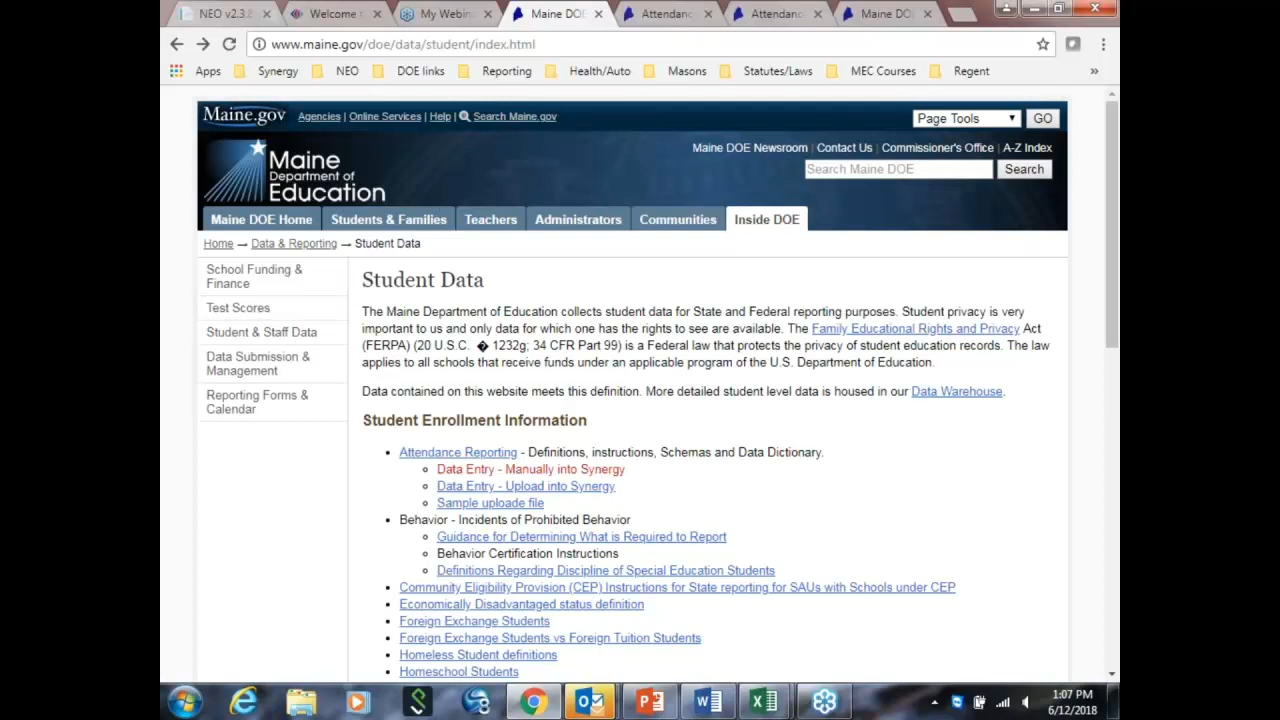 NEO v2.3.8
Welcome
My Webin
Maine DO
Attendanc
Attendanc
Maine DO
www.maine.gov/doe/data/student/index.html
Apps Synergy NEO DOE links Reporting Health/Auto Masons Statutes/Laws MEC Courses Regent »
Maine.gov Agencies | Online Services | Help | Search Maine.gov Page Tools GO
Maine DOE Newsroom | Contact Us | Commissioner's Office | A-Z Index
Maine
Department of
Education
Search Maine DOE Search
Maine DOE Home Students & Families Teachers Administrators Communities Inside DOE
Home → Data & Reporting → Student Data
School Funding &
Finance
Test Scores
Student & Staff Data
Data Submission &
Management
Reporting Forms &
Calendar
Student Data
The Maine Department of Education collects student data for State and Federal reporting purposes. Student privacy is very
important to us and only data for which one has the rights to see are available. The Family Educational Rights and Privacy Act
(FERPA) (20 U.S.C. � 1232g; 34 CFR Part 99) is a Federal law that protects the privacy of student education records. The law
applies to all schools that receive funds under an applicable program of the U.S. Department of Education.
Data contained on this website meets this definition. More detailed student level data is housed in our Data Warehouse.
Student Enrollment Information
• Attendance Reporting - Definitions, instructions, Schemas and Data Dictionary.
○ Data Entry - Manually into Synergy
○ Data Entry - Upload into Synergy
○ Sample uploade file
• Behavior - Incidents of Prohibited Behavior
○ Guidance for Determining What is Required to Report
○ Behavior Certification Instructions
○ Definitions Regarding Discipline of Special Education Students
• Community Eligibility Provision (CEP) Instructions for State reporting for SAUs with Schools under CEP
• Economically Disadvantaged status definition
• Foreign Exchange Students
• Foreign Exchange Students vs Foreign Tuition Students
• Homeless Student definitions
• Homeschool Students
1:07 PM
6/12/2018